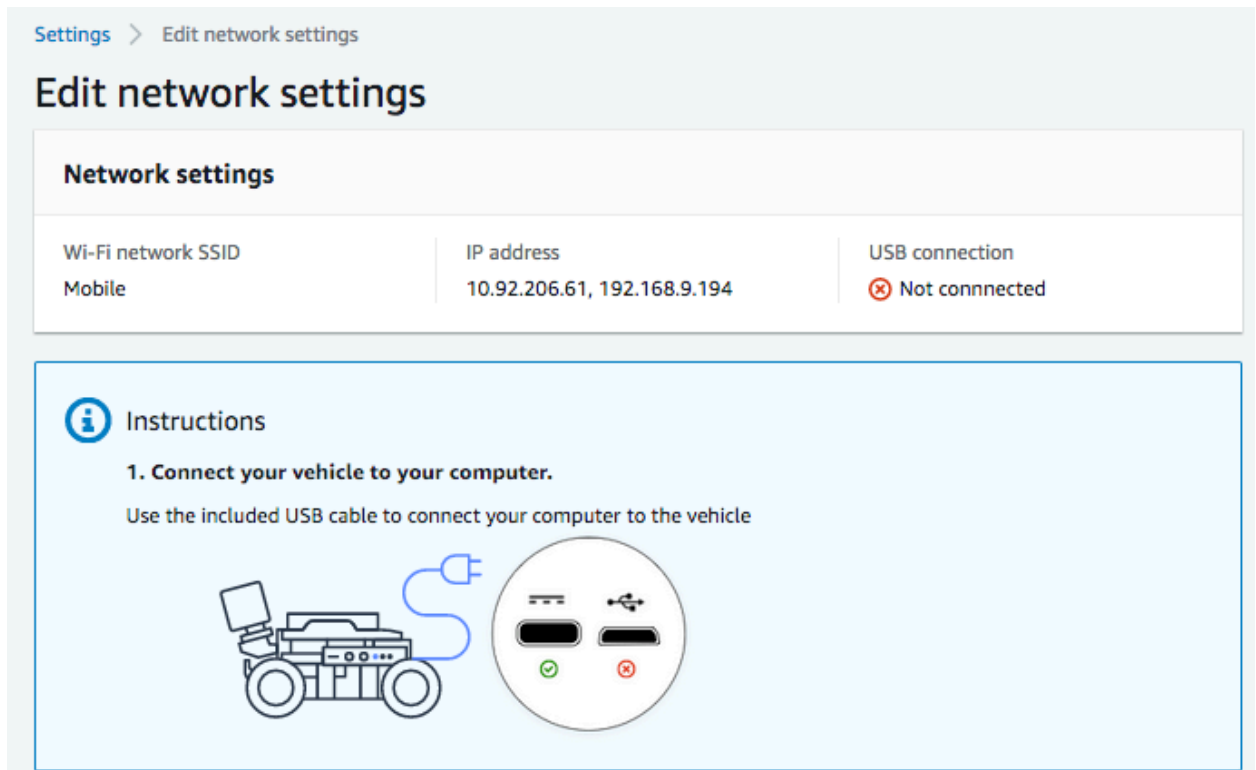 Settings > Edit network settings
Edit network settings
Network settings
Wi-Fi network SSID
Mobile
IP address
10.92.206.61, 192.168.9.194
USB connection
Not connnected
Instructions
1. Connect your vehicle to your computer.
Use the included USB cable to connect your computer to the vehicle